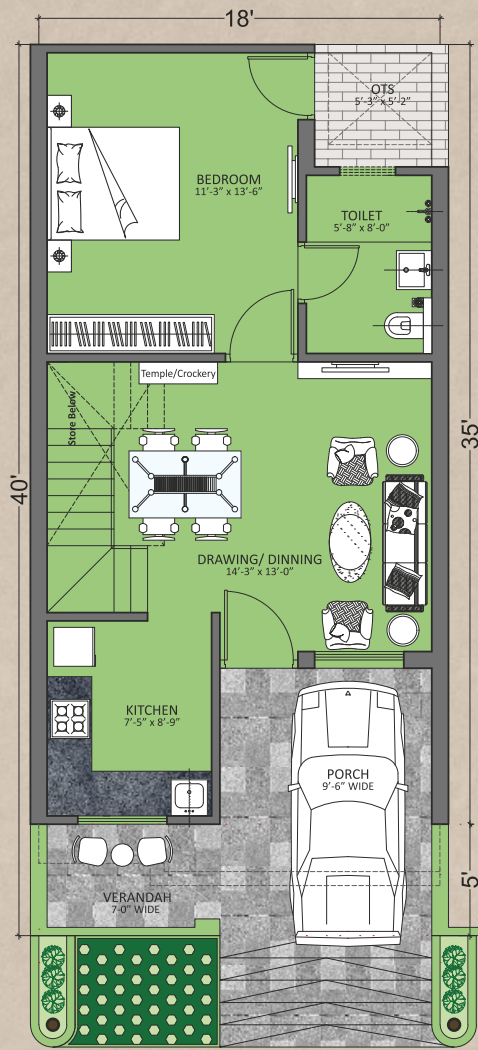 18'
OTS
5'-3" x 5'-2"
BEDROOM
11'-3" x 13'-6"
TOILET
5'-8" x 8'-0"
Temple/Crockery
Store Below
35'
40'
DRAWING/ DINNING
14'-3" x 13'-0"
KITCHEN
7'-5" x 8'-9"
PORCH
9'-6" WIDE
5'
VERANDAH
7'-0" WIDE